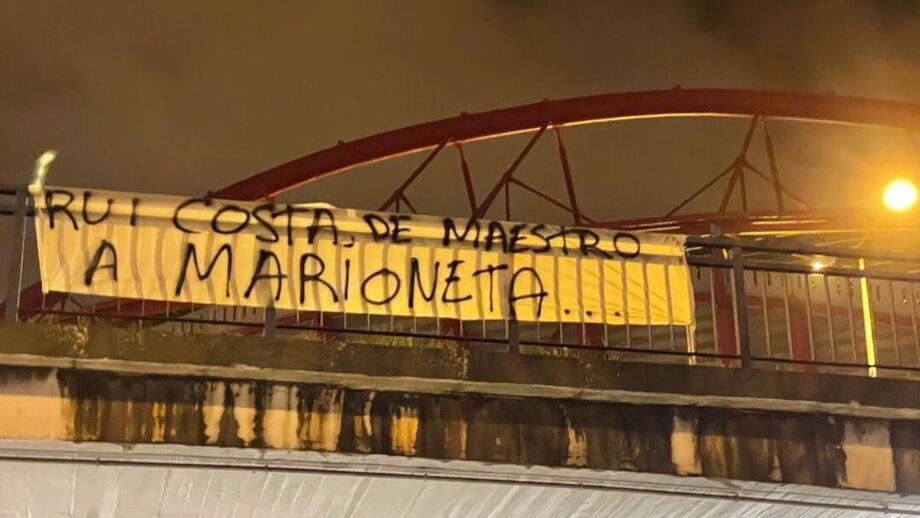 RUI COSTA, DE MAESTRO
A MARIONETA...